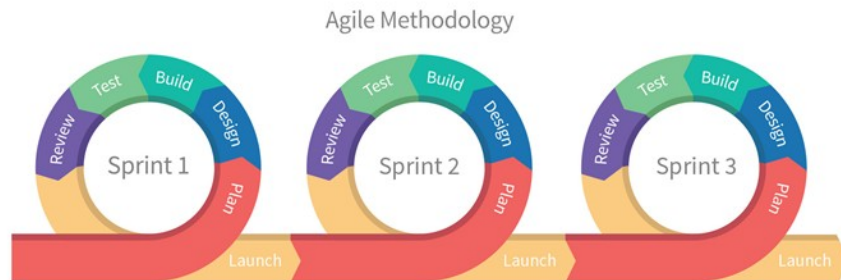 Agile Methodology
Sprint 1
Plan
Design
Build
Test
Review
Launch
Sprint 2
Plan
Design
Build
Test
Review
Launch
Sprint 3
Plan
Design
Build
Test
Review
Launch